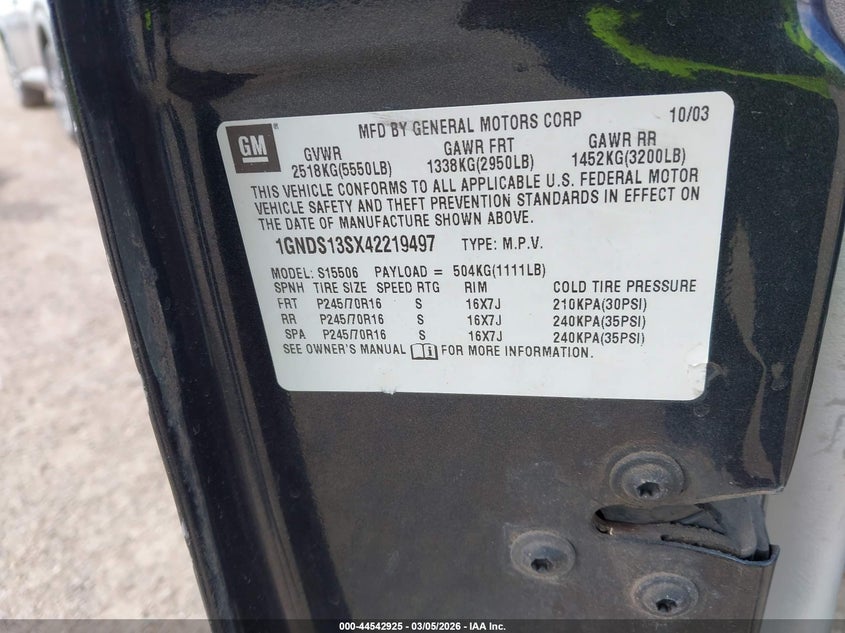 GM
MFD BY GENERAL MOTORS CORP 10/03
GVWR GAWR FRT GAWR RR
2518KG(5550LB) 1338KG(2950LB) 1452KG(3200LB)
THIS VEHICLE CONFORMS TO ALL APPLICABLE U.S. FEDERAL MOTOR
VEHICLE SAFETY AND THEFT PREVENTION STANDARDS IN EFFECT ON
THE DATE OF MANUFACTURE SHOWN ABOVE.
1GNDS13SX42219497 TYPE: M.P.V.
MODEL: S15506 PAYLOAD = 504KG(1111LB)
SPNH TIRE SIZE SPEED RTG RIM COLD TIRE PRESSURE
FRT P245/70R16 S 16X7J 210KPA(30PSI)
RR P245/70R16 S 16X7J 240KPA(35PSI)
SPA P245/70R16 S 16X7J 240KPA(35PSI)
SEE OWNER'S MANUAL FOR MORE INFORMATION.
000-44542925 - 03/05/2026 - IAA Inc.